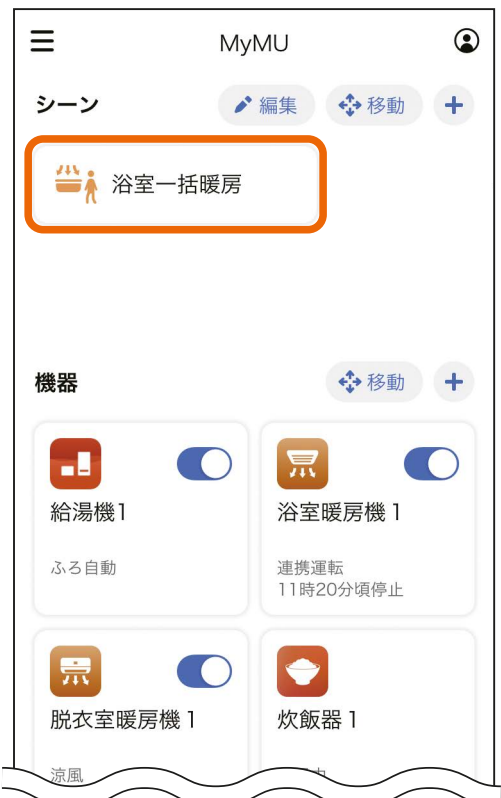 MyMU
シーン
編集
移動
浴室一括暖房
機器
移動
給湯機1
ふろ自動
浴室暖房機 1
連携運転
11時20分頃停止
脱衣室暖房機 1
涼風
炊飯器 1